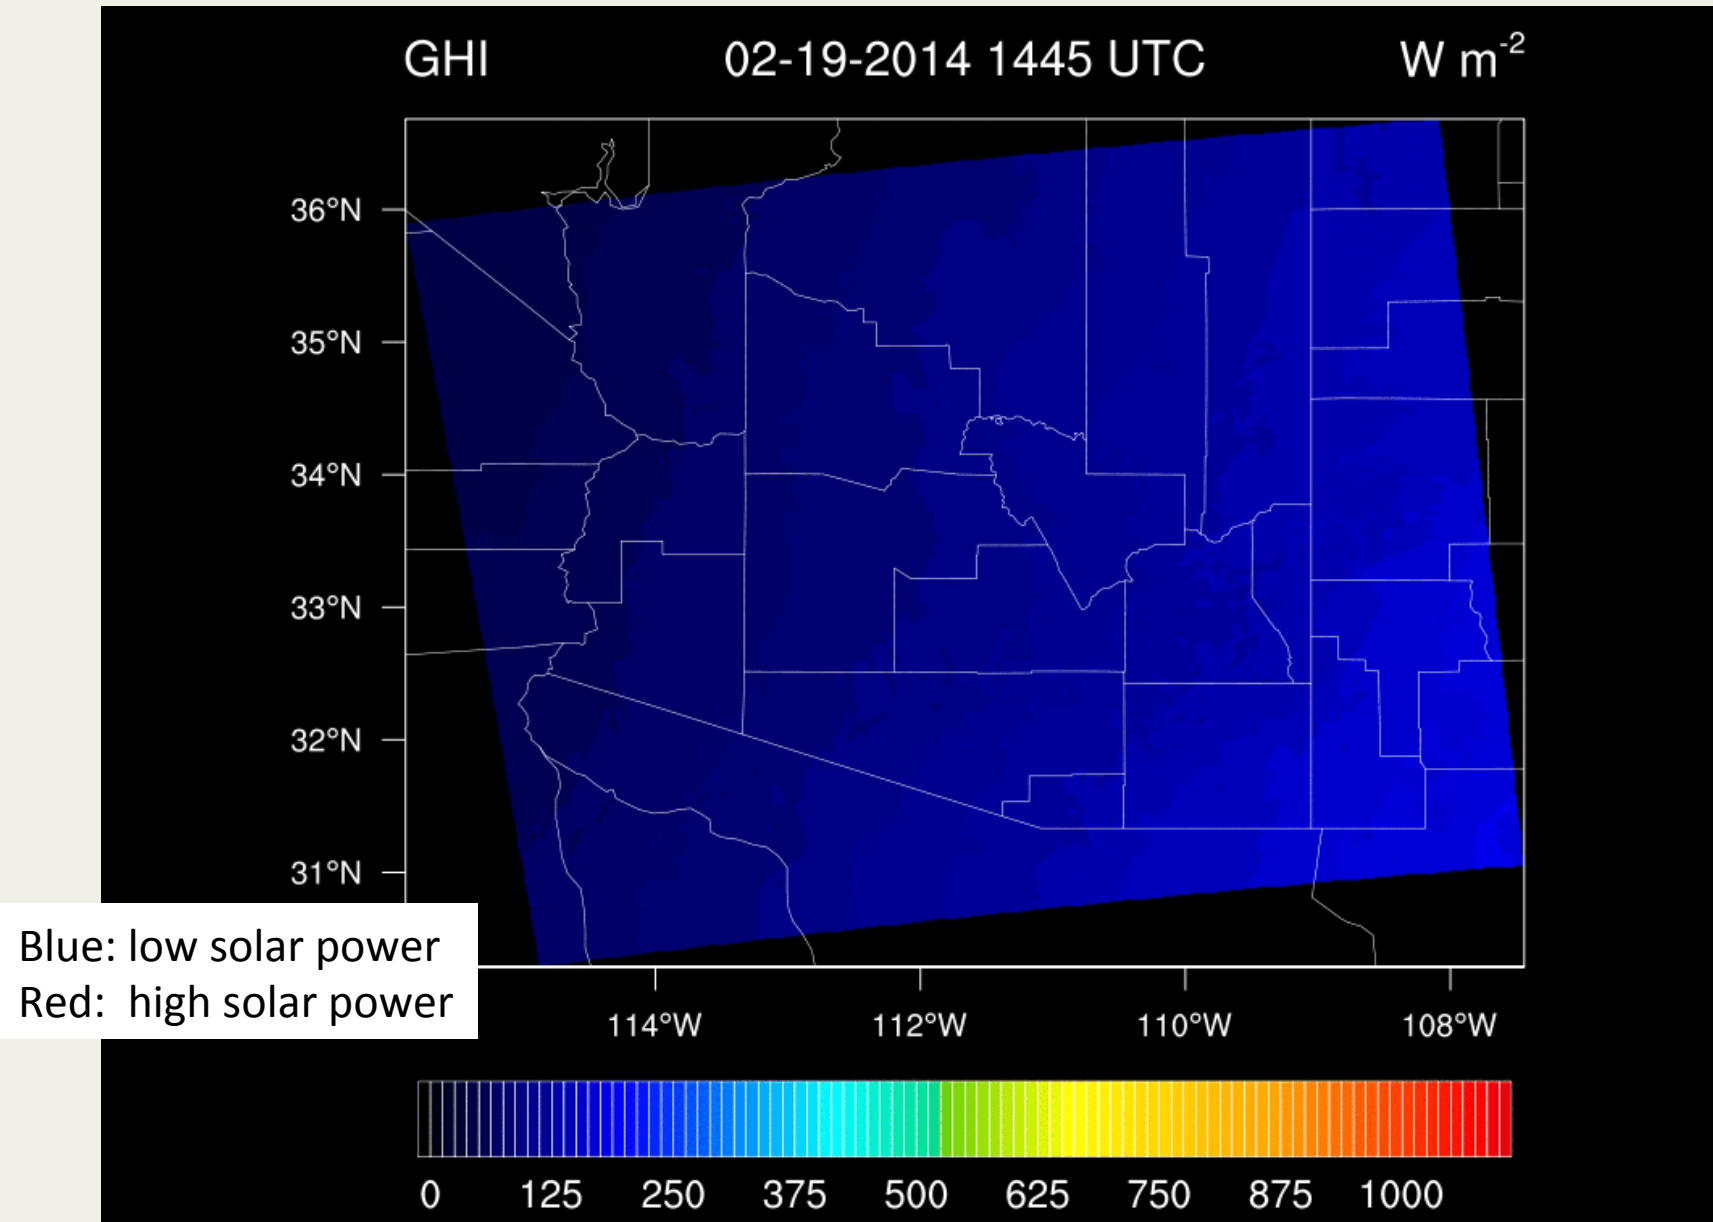 GHI 02-19-2014 1445 UTC W m-2
36°N
35°N
34°N
33°N
32°N
31°N
Blue: low solar power
Red: high solar power
114°W 112°W 110°W 108°W
0 125 250 375 500 625 750 875 1000